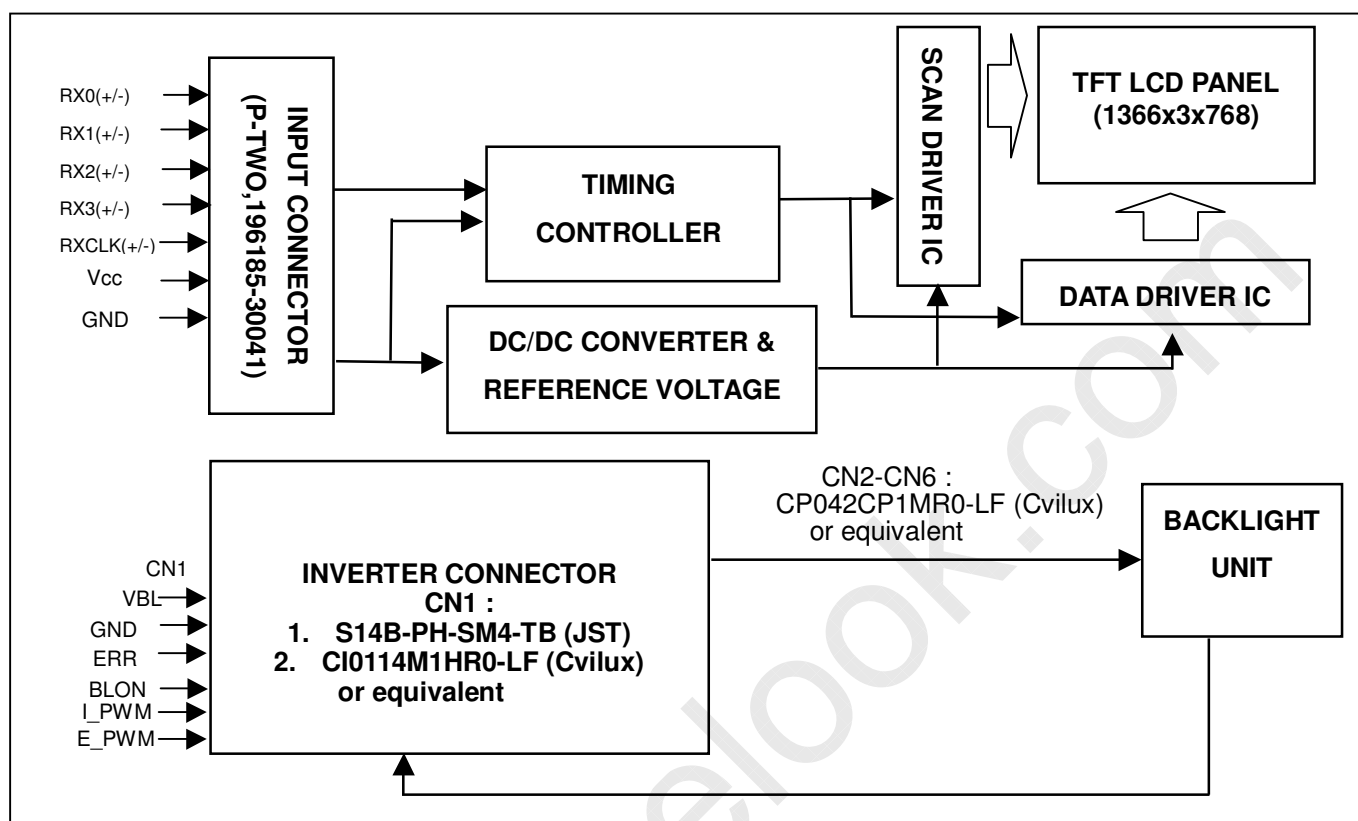 RX0(+/-)
RX1(+/-)
RX2(+/-)
RX3(+/-)
RXCLK(+/-)
Vcc
GND
INPUT CONNECTOR
(P-TWO,196185-30041)
TIMING
CONTROLLER
DC/DC CONVERTER &
REFERENCE VOLTAGE
SCAN DRIVER IC
TFT LCD PANEL
(1366x3x768)
DATA DRIVER IC
CN1
VBL
GND
ERR
BLON
I_PWM
E_PWM
INVERTER CONNECTOR
CN1 :
1. S14B-PH-SM4-TB (JST)
2. CI0114M1HR0-LF (Cvilux)
or equivalent
CN2-CN6 :
CP042CP1MR0-LF (Cvilux)
or equivalent
BACKLIGHT
UNIT
elook.com